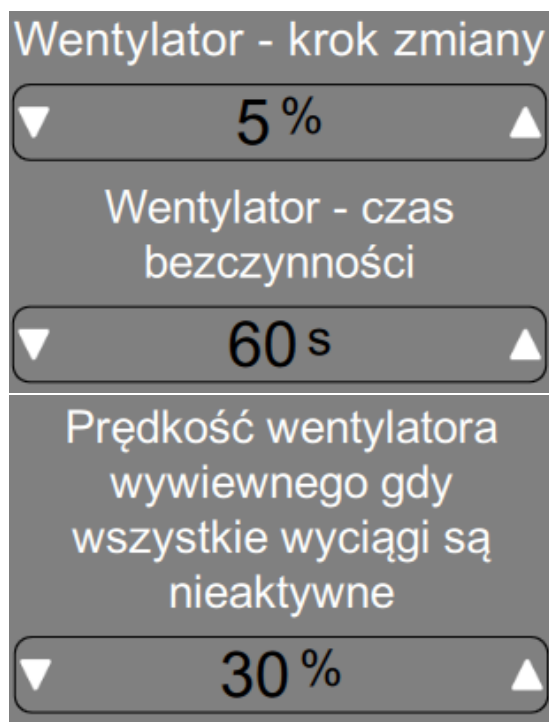 Wentylator - krok zmiany
5 %
Wentylator - czas
bezczynności
60 s
Prędkość wentylatora
wywiewnego gdy
wszystkie wyciągi są
nieaktywne
30 %